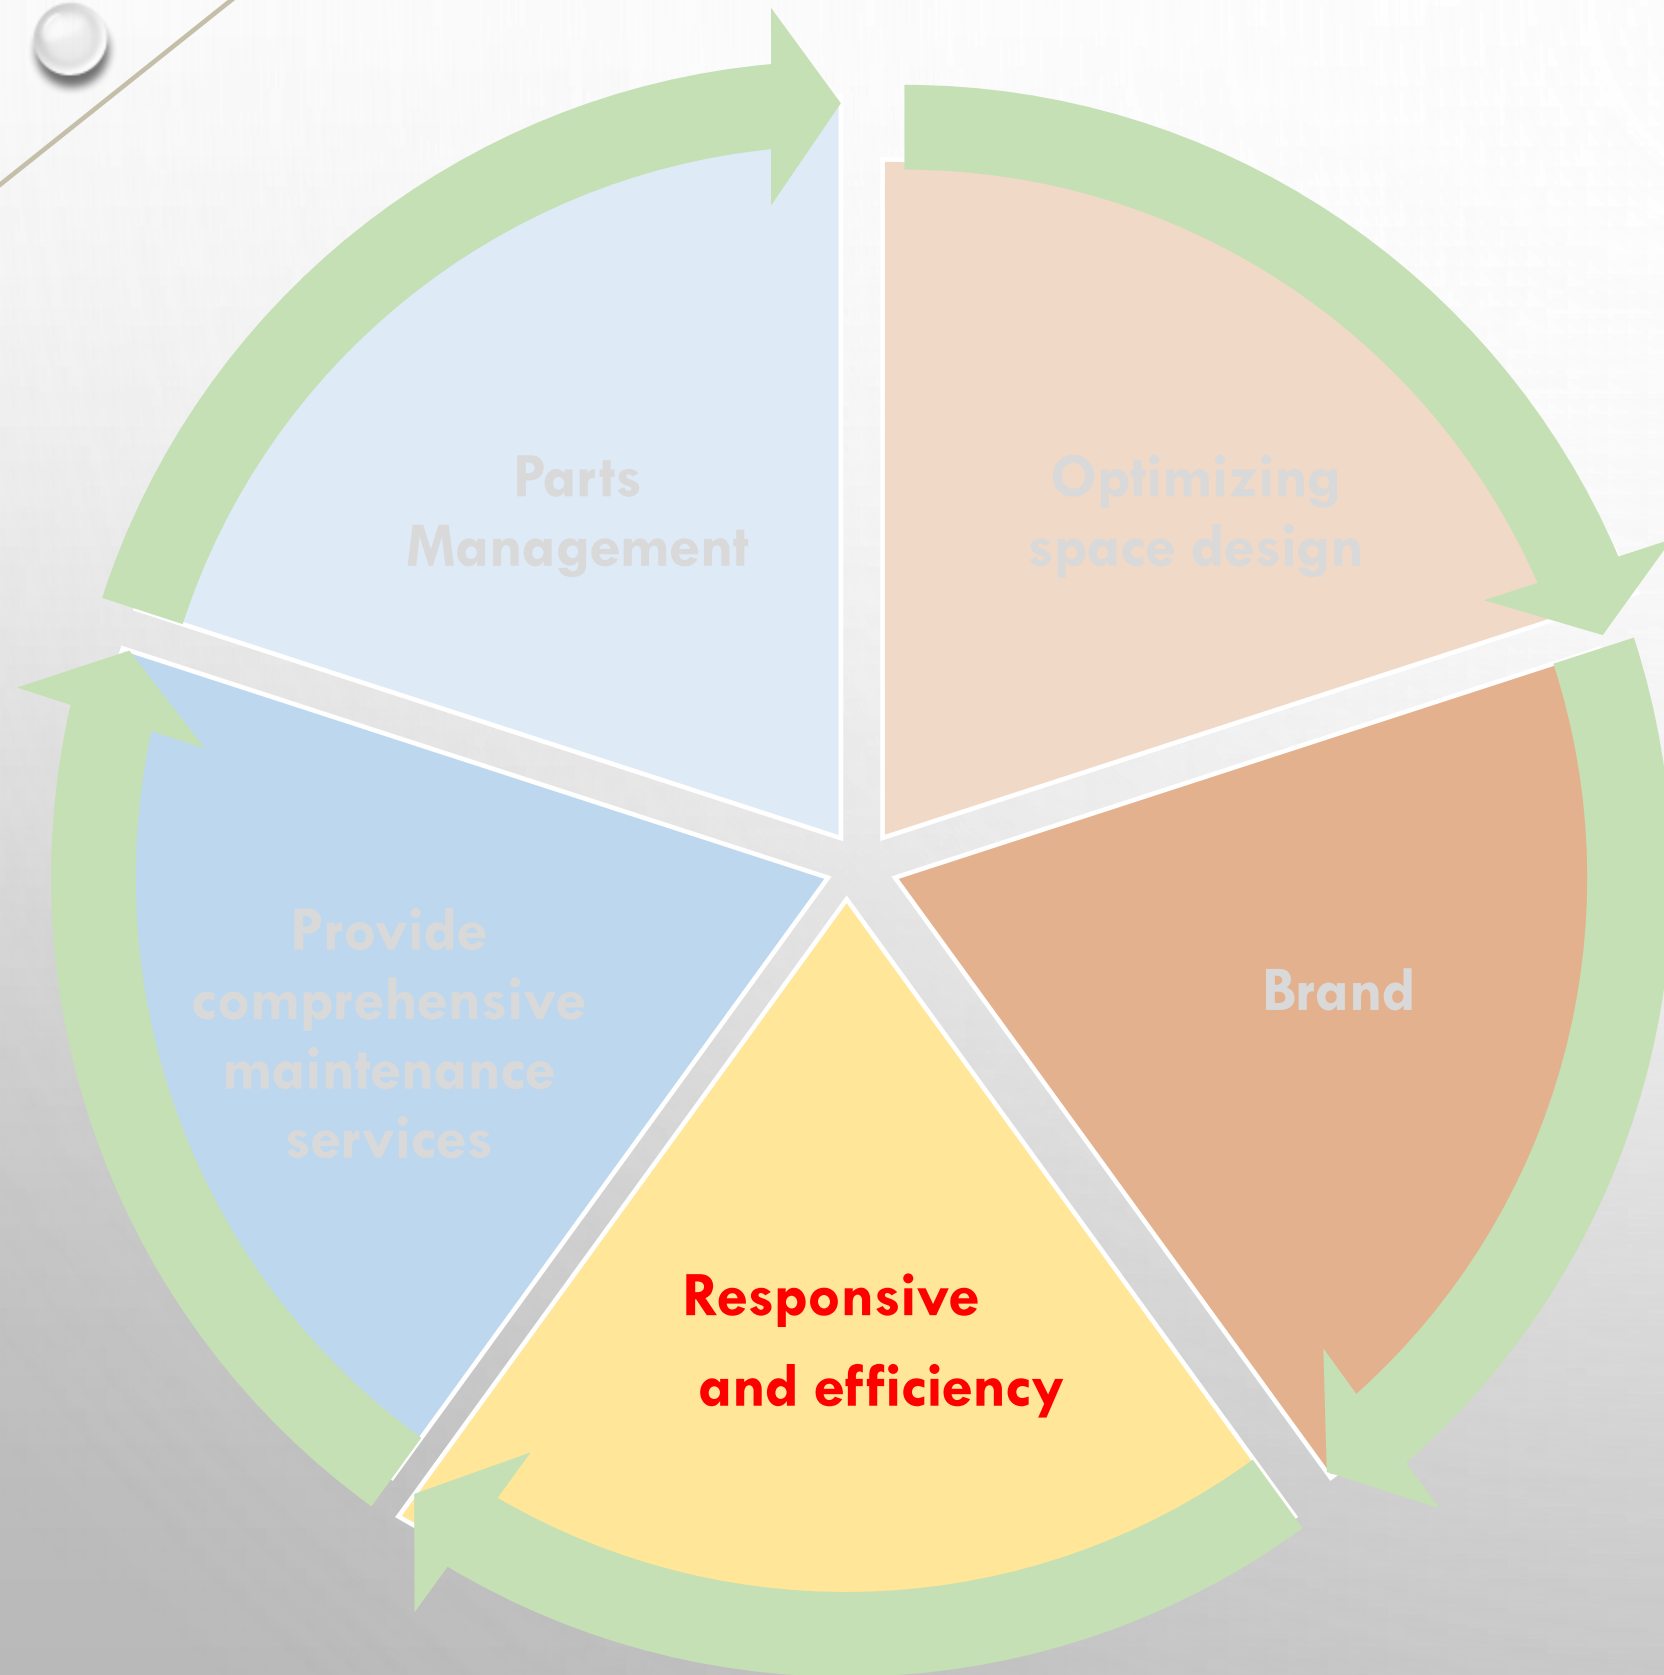 Parts
Management
Optimizing
space design
Provide
comprehensive
maintenance
services
Brand
Responsive
and efficiency